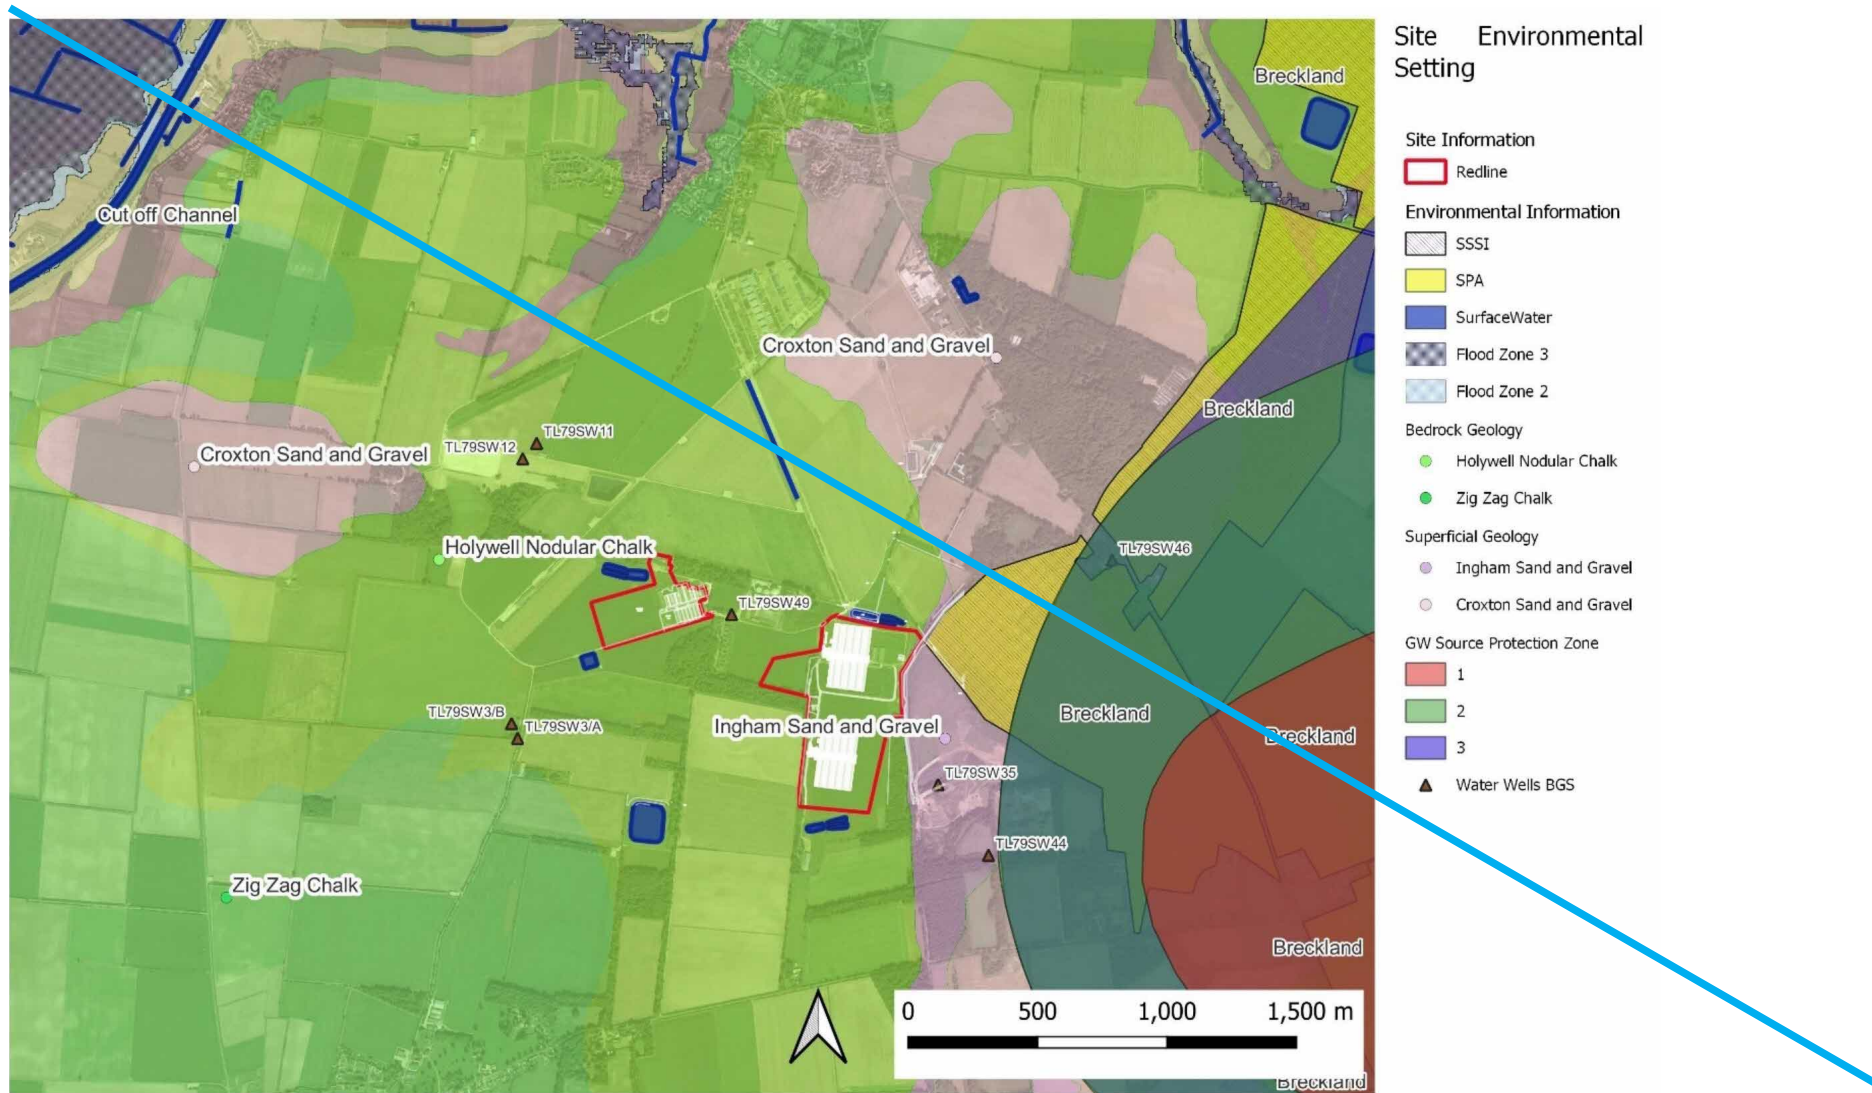 Site Environmental
Setting
Site Information
Redline
Environmental Information
SSSI
SPA
SurfaceWater
Flood Zone 3
Flood Zone 2
Bedrock Geology
Holywell Nodular Chalk
Zig Zag Chalk
Superficial Geology
Ingham Sand and Gravel
Croxton Sand and Gravel
GW Source Protection Zone
1
2
3
Water Wells BGS
Breckland
Cut off Channel
Croxton Sand and Gravel
Breckland
TL79SW11
TL79SW12
Croxton Sand and Gravel
Holywell Nodular Chalk
TL79SW46
TL79SW49
TL79SW3/B
TL79SW3/A
Ingham Sand and Gravel
Breckland
Breckland
TL79SW35
TL79SW44
Zig Zag Chalk
Breckland
0 500 1,000 1,500 m
Breckland